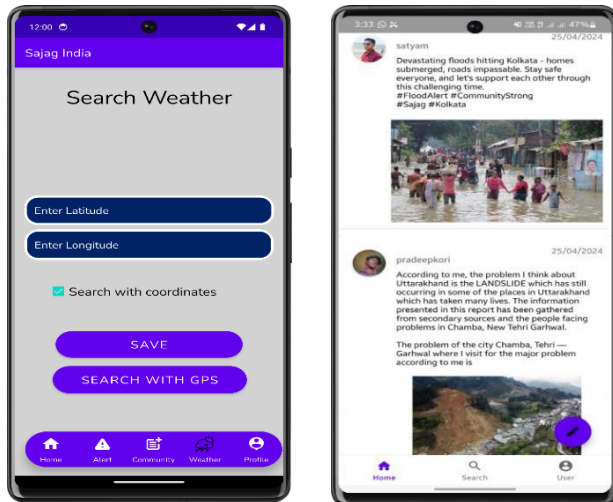 12:00
Sajag India
Search Weather
Enter Latitude
Enter Longitude
Search with coordinates
SAVE
SEARCH WITH GPS
Home Alert Community Weather Profile
3:33 47%
25/04/2024
satyam
Devastating floods hitting Kolkata - homes
submerged, roads impassable. Stay safe
everyone, and let's support each other through
this challenging time.
#FloodAlert #CommunityStrong
#Sajag #Kolkata
25/04/2024
pradeepkori
According to me, the problem I think about
Uttarakhand is the LANDSLIDE which has still
occurring in some of the places in Uttarakhand
which has taken many lives. The information
presented in this report has been gathered
from secondary sources and the people facing
problems in Chamba, New Tehri Garhwal.
The problem of the city Chamba, Tehri —
Garhwal where I visit for the major problem
according to me is
Home Search User